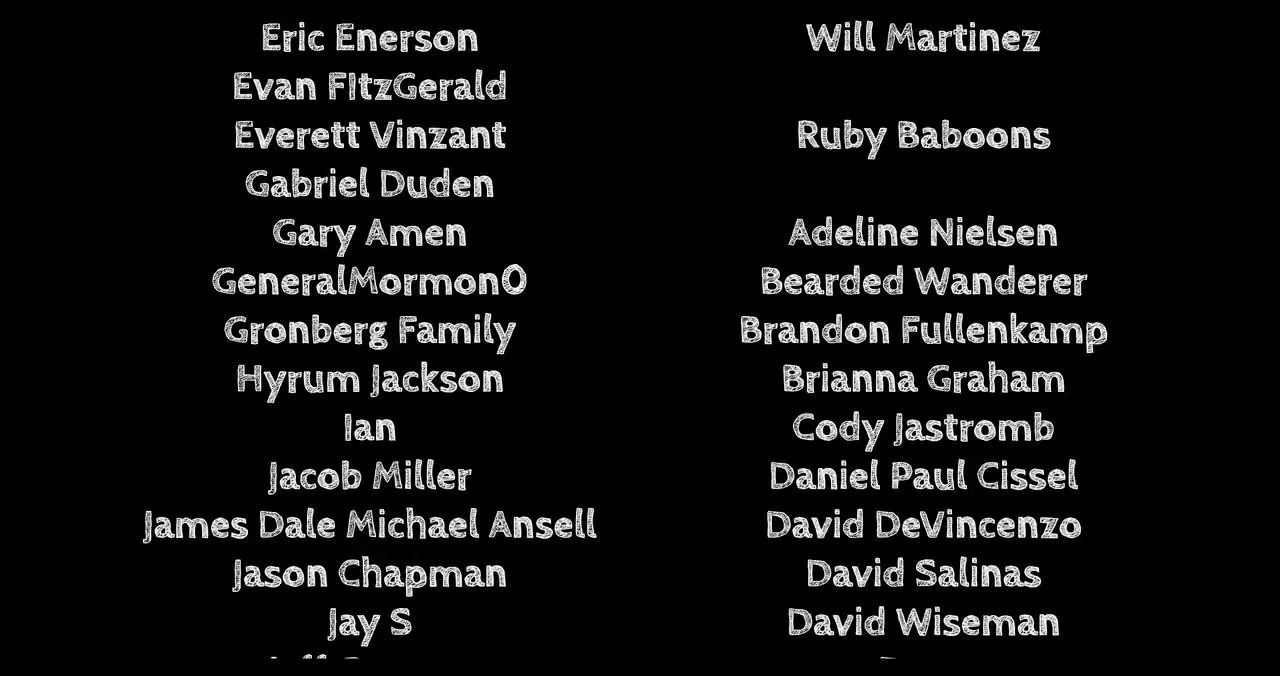 Eric Enerson
Evan FItzGerald
Everett Vinzant
Gabriel Duden
Gary Amen
GeneralMormon0
Gronberg Family
Hyrum Jackson
Ian
Jacob Miller
James Dale Michael Ansell
Jason Chapman
Jay S
Will Martinez
Ruby Baboons
Adeline Nielsen
Bearded Wanderer
Brandon Fullenkamp
Brianna Graham
Cody Jastromb
Daniel Paul Cissel
David DeVincenzo
David Salinas
David Wiseman